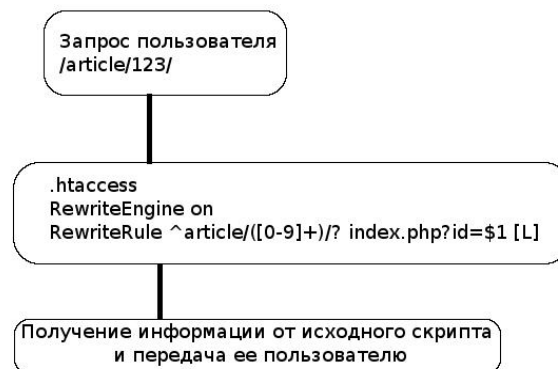 Запрос пользователя
/article/123/
.htaccess
RewriteEngine on
RewriteRule ^article/([0-9]+)/? index.php?id=$1 [L]
Получение информации от исходного скрипта
и передача ее пользователю